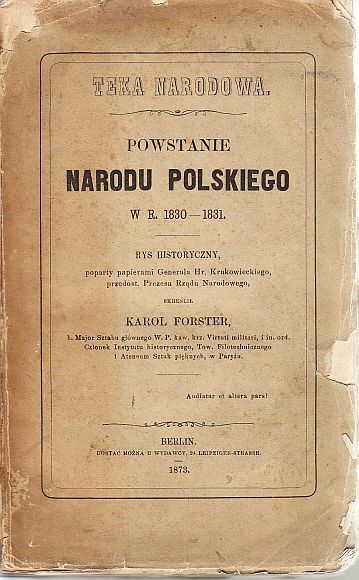 TEKA NARODOWA.
POWSTANIE
NARODU POLSKIEGO
W R. 1830—1831.
RYS HISTORYCZNY,
poparty papierami Generała Hr. Krukowieckiego,
przedost. Prezesa Rządu Narodowego,
SKREŚLIŁ
KAROL FORSTER,
b. Major Sztabu głównego W. P. kaw. krz. Virtuti militari, i in. ord.
Członek Instytutu historycznego, Tow. Filotechnicznego
i Ateneum Sztuk pięknych, w Paryżu.
Audiatur et altera pars!
BERLIN.
DOSTAĆ MOŻNA U WYDAWCY, 24 LEIPZIGER-STRASSE.
1873.